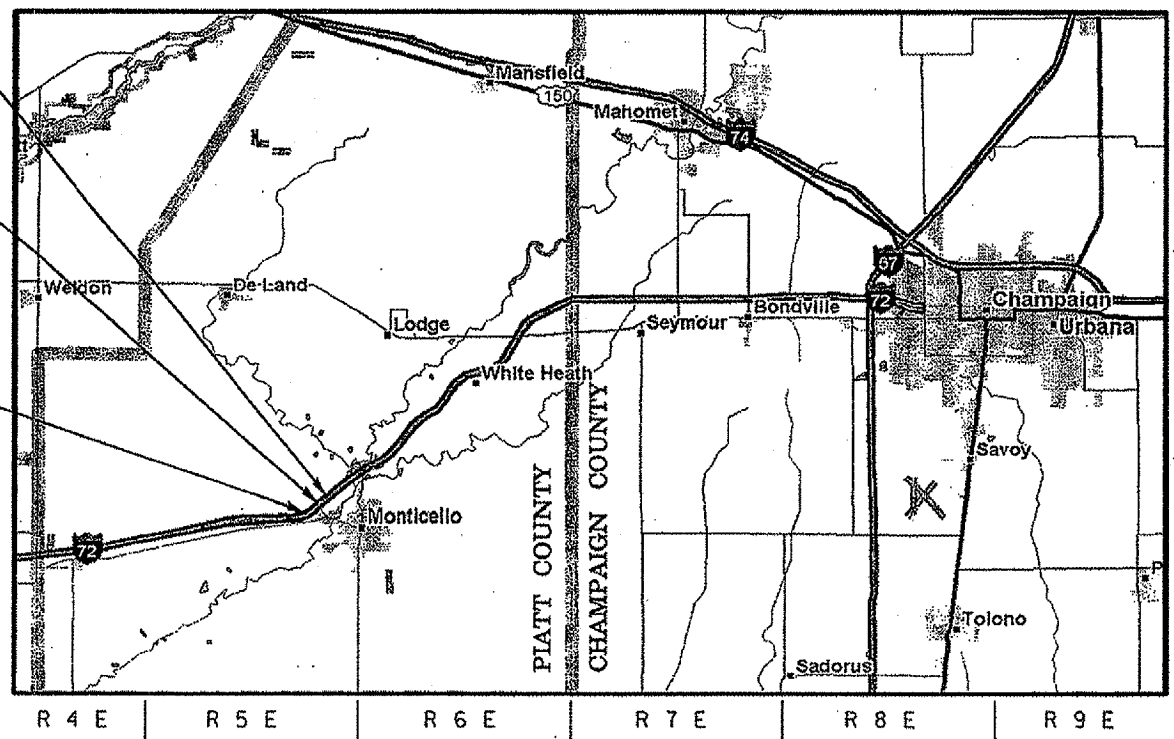 Mansfield
150
Mahomet
74
57
Weldon
De Land
72
Champaign
Lodge
Bondville
Seymour
Urbana
White Heath
PIATT COUNTY
CHAMPAIGN COUNTY
Savoy
Monticello
72
P
Tolono
Sadorus
R 4 E
R 5 E
R 6 E
R 7 E
R 8 E
R 9 E